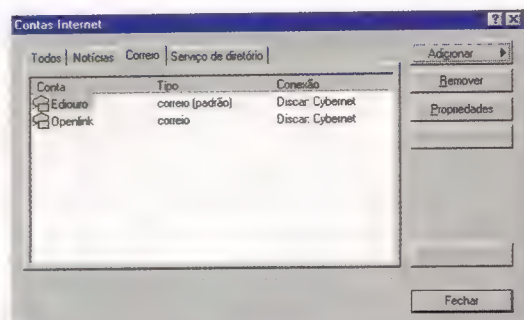 Contas Internet
Todos Notícias Correio Serviço de diretório
Conta Tipo Conexão
Ediouro correio (padrão) Discar: Cybernet
Openlink correio Discar: Cybernet
Adicionar
Remover
Propriedades
Fechar